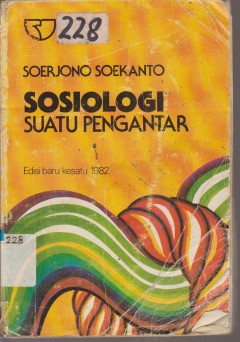 228
SOERJONO SOEKANTO
SOSIOLOGI
SUATU PENGANTAR
Edisi baru kesatu 1982
228